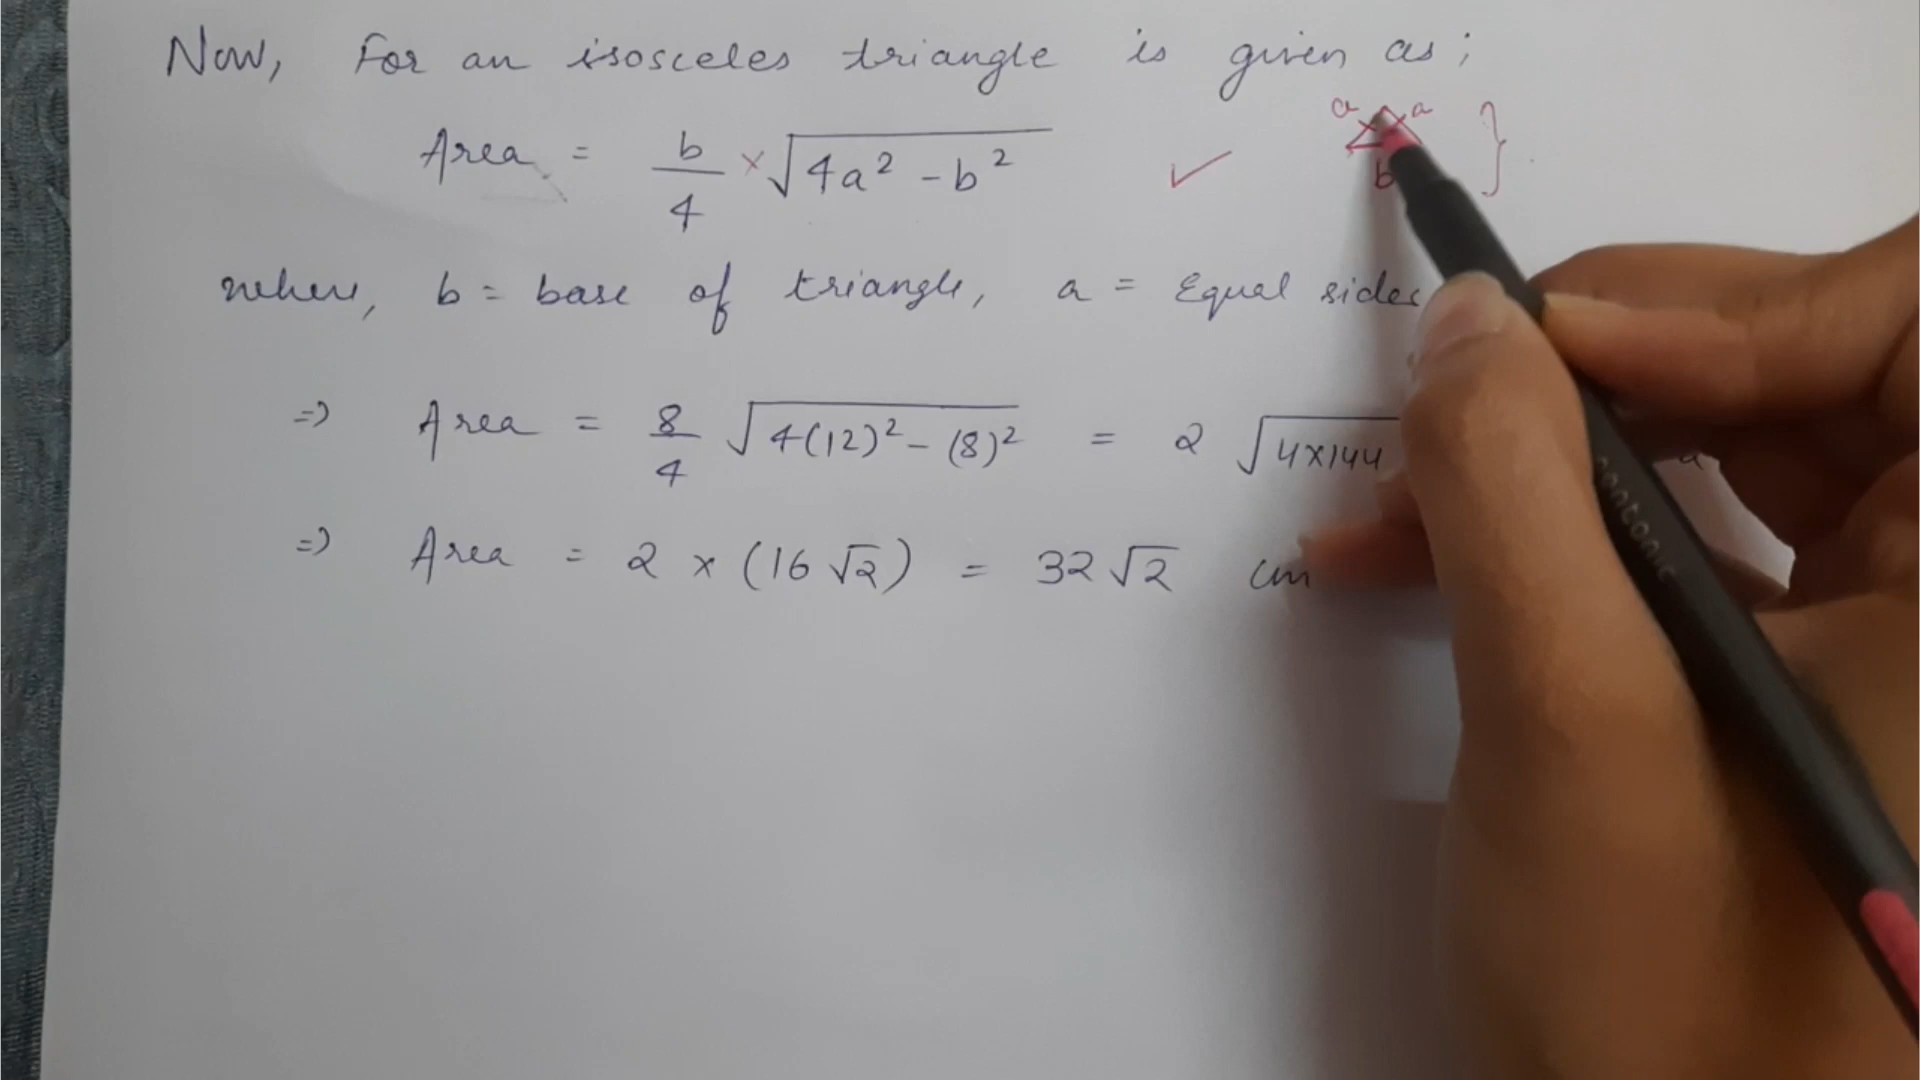 Now, For an isosceles triangle is given as;
Area = b/4 × √(4a² - b²) ✓
a a
b
where, b = base of triangle, a = Equal sides
⇒ Area = 8/4 √(4(12)² - (8)²) = 2 √(4×144
⇒ Area = 2 × (16√2) = 32√2 cm
pentonic